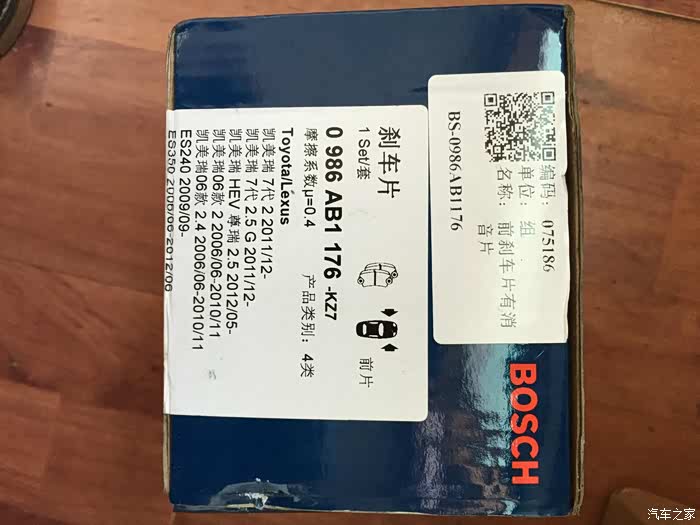 编码: 075186
单位: 组
名称: 前刹车片有消
音片
BS-0986AB1176
BOSCH
刹车片
1 Set/套
前片
0 986 AB1 176 -KZ7
摩擦系数μ=0.4
产品类别: 4类
Toyota/Lexus
凯美瑞 7代 2 2011/12-
凯美瑞 7代 2.5 G 2011/12-
凯美瑞 HEV 尊瑞 2.5 2012/05-
凯美瑞06款 2 2006/06-2010/11
凯美瑞06款 2.4 2006/06-2010/11
ES240 2009/09-
ES350 2006/06-2012/06
汽车之家